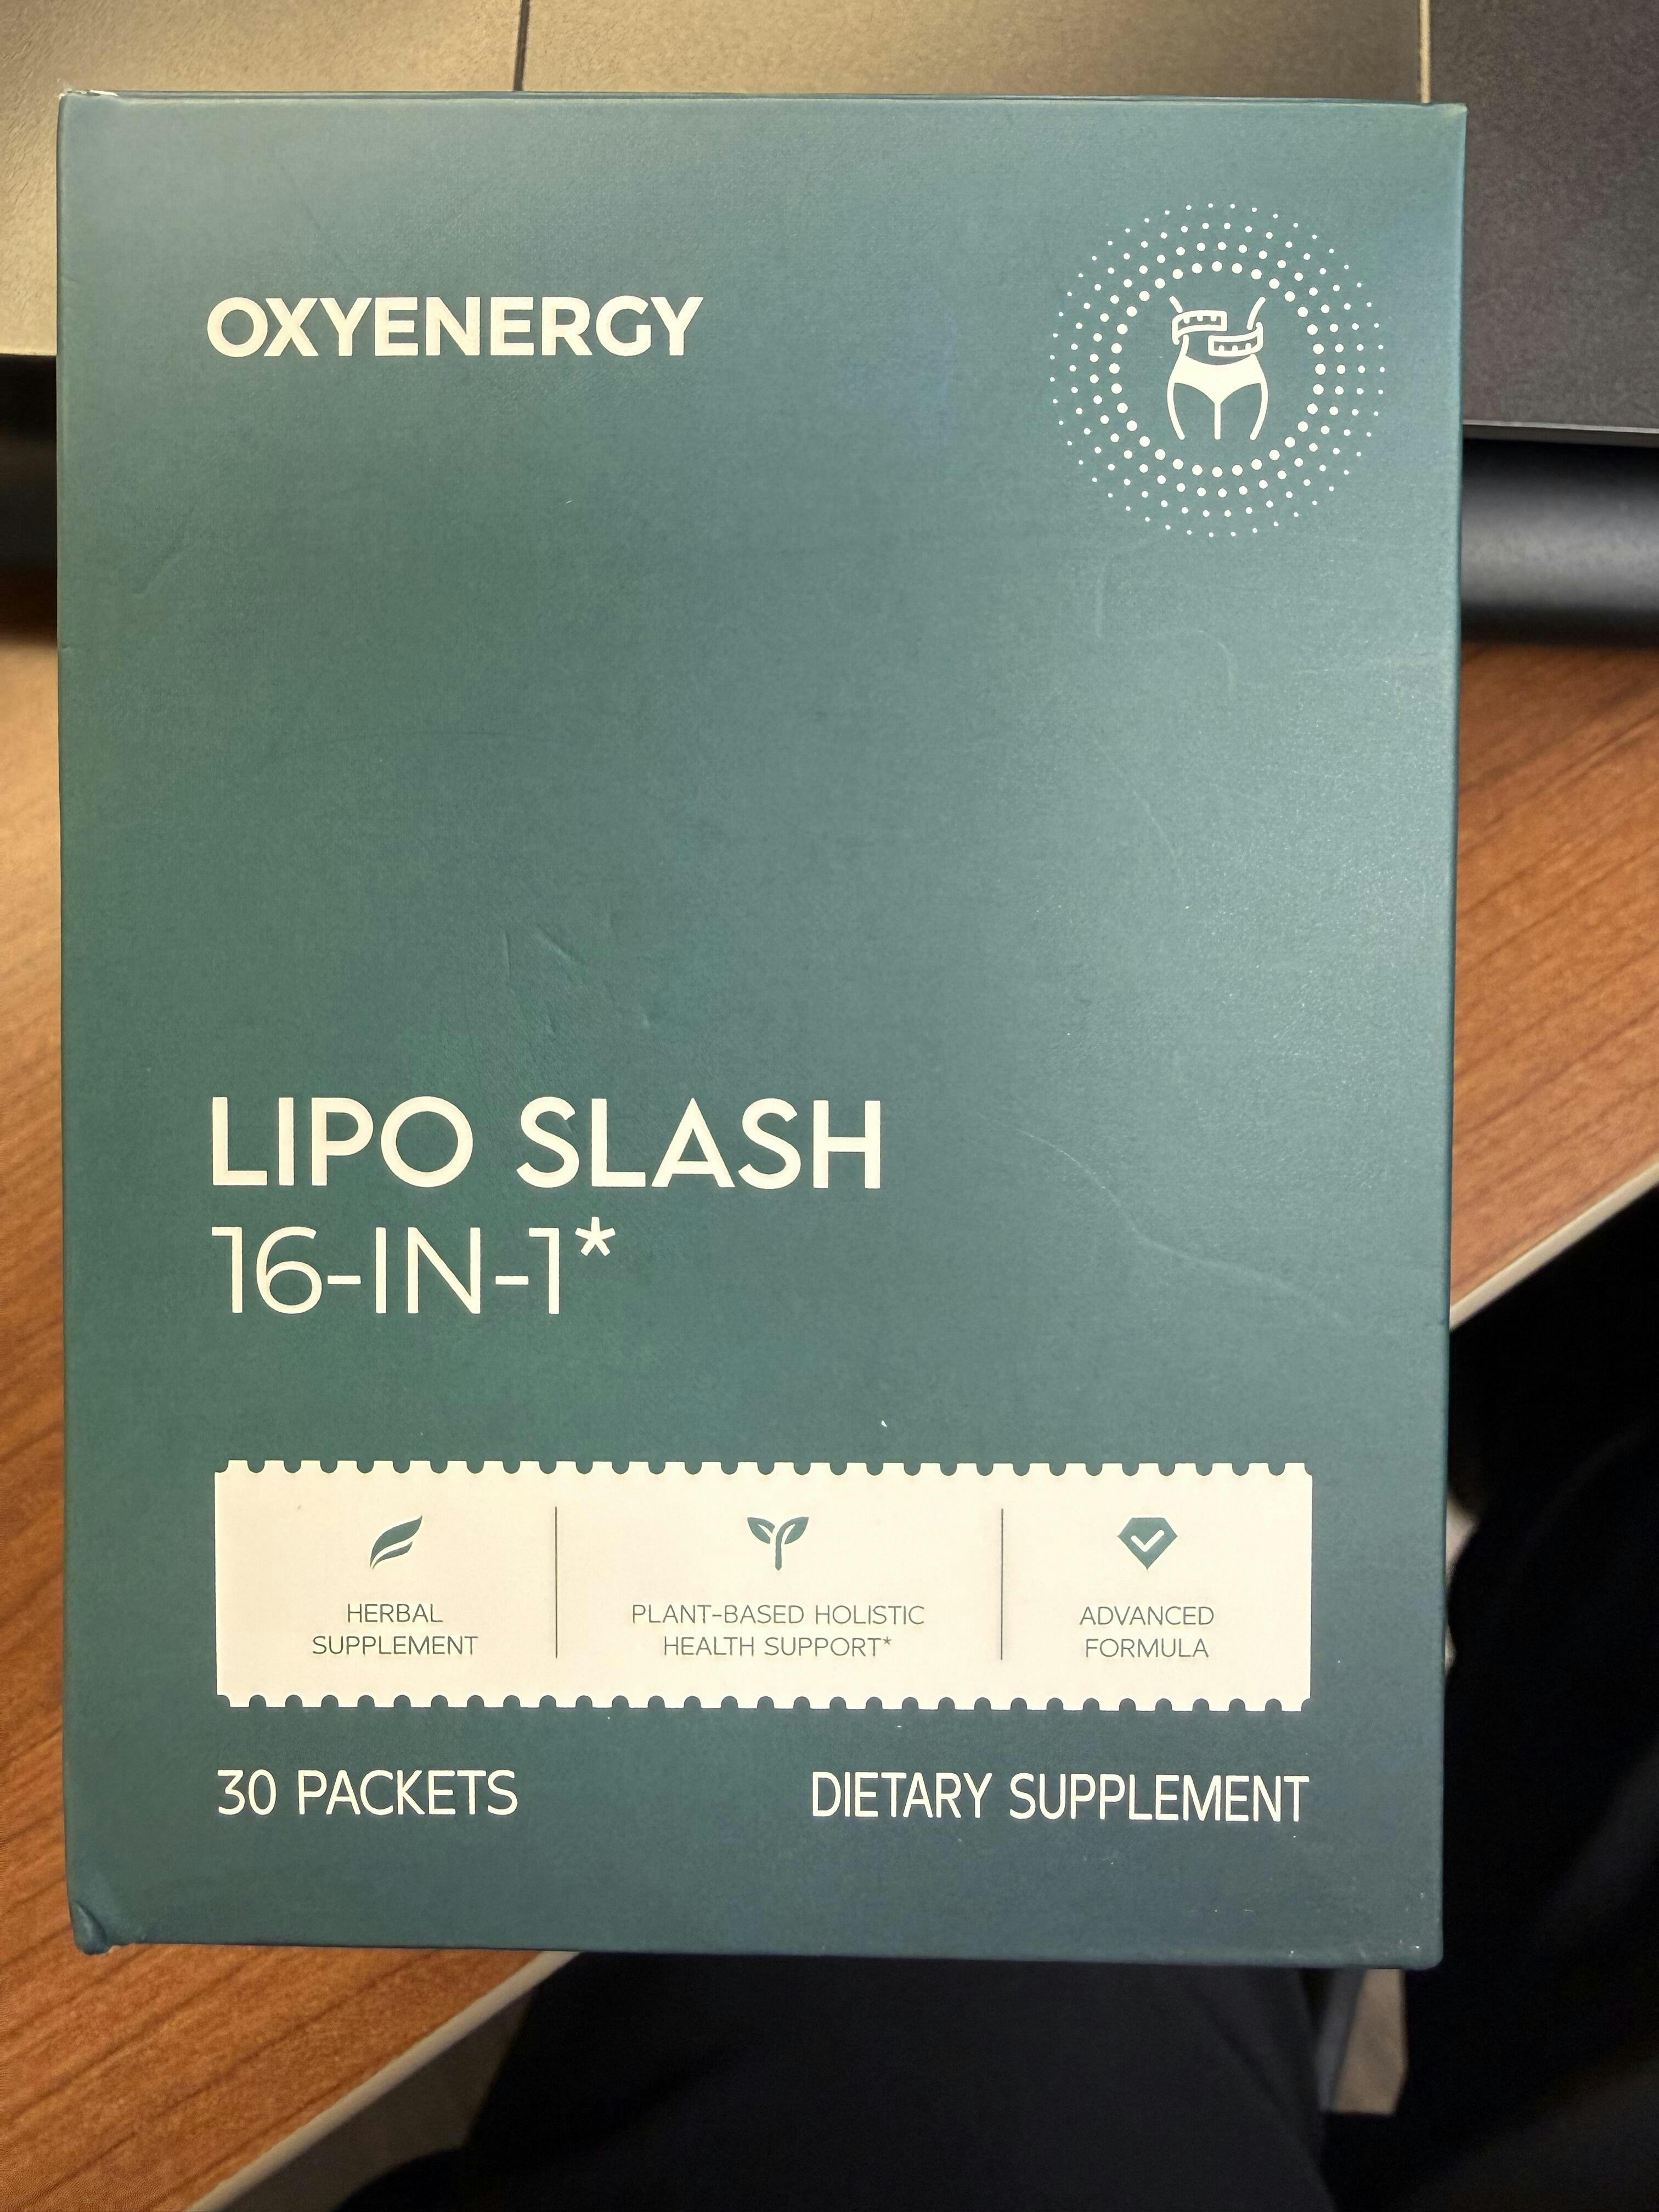 OXYENERGY
LIPO SLASH
16-IN-1*
HERBAL
SUPPLEMENT
PLANT-BASED HOLISTIC
HEALTH SUPPORT*
ADVANCED
FORMULA
30 PACKETS
DIETARY SUPPLEMENT